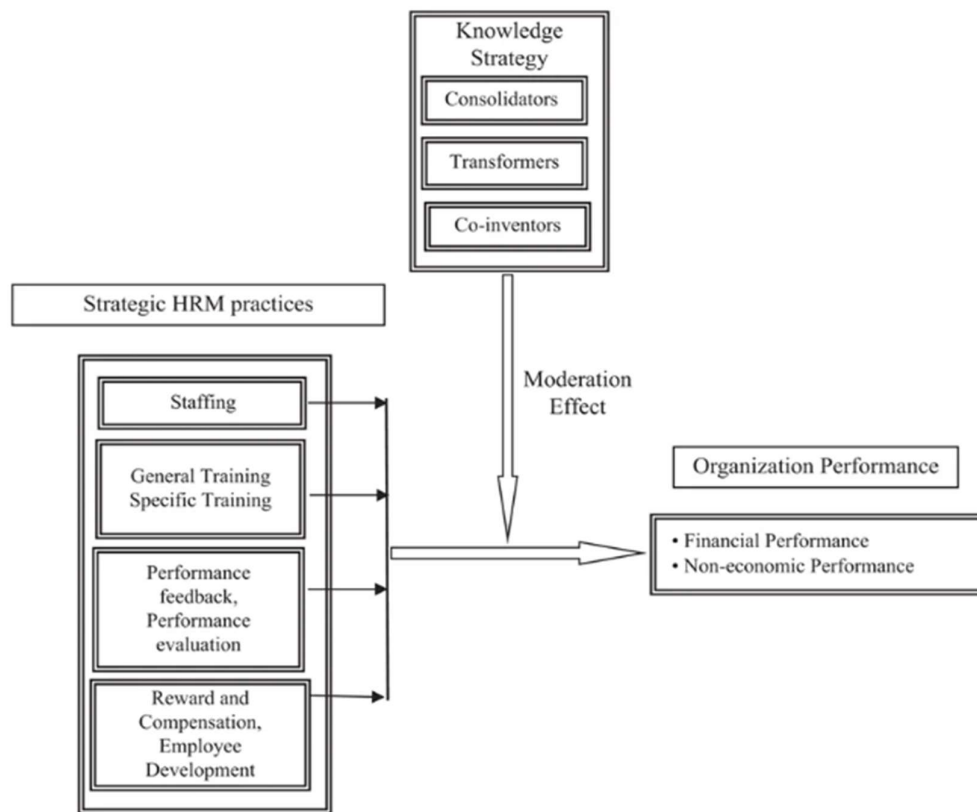 Knowledge
Strategy
Consolidators
Transformers
Co-inventors
Strategic HRM practices
Staffing
General Training
Specific Training
Performance
feedback,
Performance
evaluation
Reward and
Compensation,
Employee
Development
Moderation
Effect
Organization Performance
• Financial Performance
• Non-economic Performance